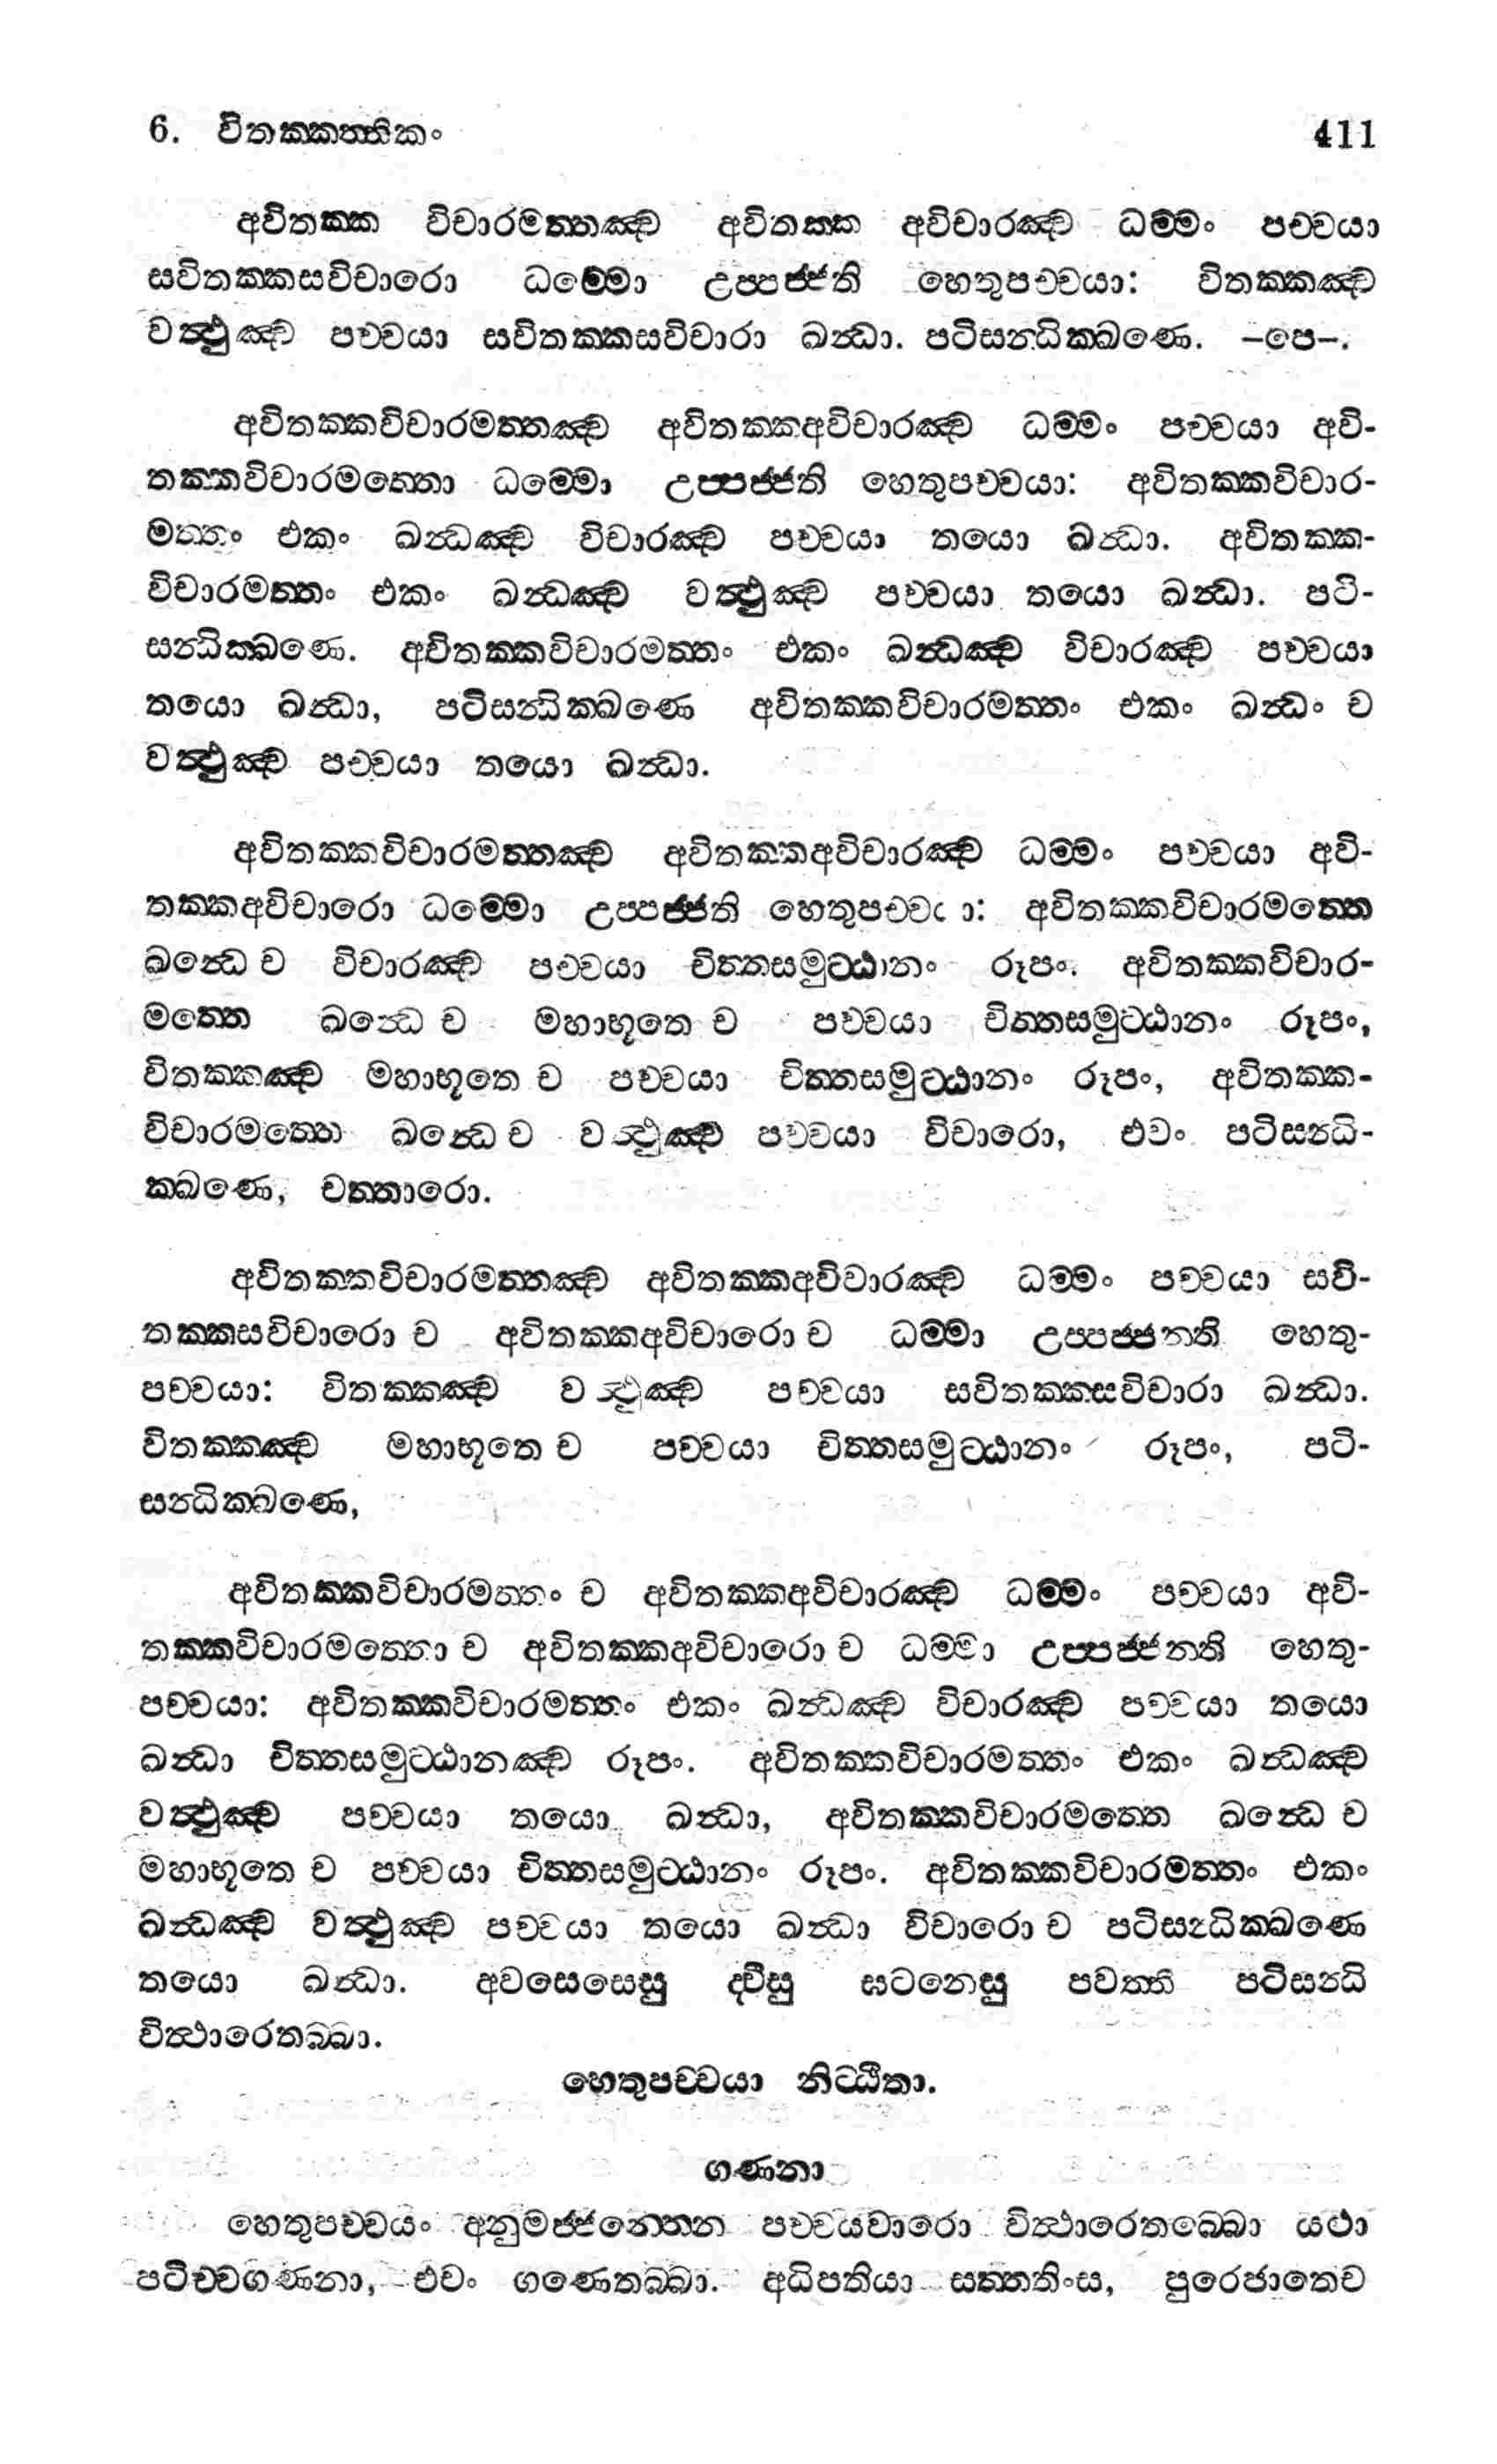 6. විතක්කත්තිකං 411
අවිතක්ක විචාරමත්තඤ්ච අවිතක්ක අවිචාරඤ්ච ධම්මං පච්චයා
සවිතක්කසවිචාරො ධම්මො උප්පජ්ජති හෙතුපච්චයා: විතක්කඤ්ච
වත්ථුඤ්ච පච්චයා සවිතක්කසවිචාරා ඛන්ධා. පටිසන්ධික්ඛණෙ. –පෙ–.
අවිතක්කවිචාරමත්තඤ්ච අවිතක්කඅවිචාරඤ්ච ධම්මං පච්චයා අවි-
තක්කවිචාරමත්තො ධම්මො උප්පජ්ජති හෙතුපච්චයා: අවිතක්කවිචාර-
මත්තං එකං ඛන්ධඤ්ච විචාරඤ්ච පච්චයා තයො ඛන්ධා. අවිතක්ක-
විචාරමත්තං එකං ඛන්ධඤ්ච වත්ථුඤ්ච පච්චයා තයො ඛන්ධා. පටි-
සන්ධික්ඛණෙ. අවිතක්කවිචාරමත්තං එකං ඛන්ධඤ්ච විචාරඤ්ච පච්චයා
තයො ඛන්ධා, පටිසන්ධික්ඛණෙ අවිතක්කවිචාරමත්තං එකං ඛන්ධං ච
වත්ථුඤ්ච පච්චයා තයො ඛන්ධා.
අවිතක්කවිචාරමත්තඤ්ච අවිතක්කඅවිචාරඤ්ච ධම්මං පච්චයා අවි-
තක්කඅවිචාරො ධම්මො උප්පජ්ජති හෙතුපච්චයා: අවිතක්කවිචාරමත්තෙ
ඛන්ධෙ ච විචාරඤ්ච පච්චයා චිත්තසමුට්ඨානං රූපං. අවිතක්කවිචාර-
මත්තෙ ඛන්ධෙ ච මහාභූතෙ ච පච්චයා චිත්තසමුට්ඨානං රූපං,
විතක්කඤ්ච මහාභූතෙ ච පච්චයා චිත්තසමුට්ඨානං රූපං, අවිතක්ක-
විචාරමත්තෙ ඛන්ධෙ ච වත්ථුඤ්ච පච්චයා විචාරො, එවං පටිසන්ධි-
ක්ඛණෙ, චත්තාරො.
අවිතක්කවිචාරමත්තඤ්ච අවිතක්කඅවිචාරඤ්ච ධම්මං පච්චයා සවි-
තක්කසවිචාරො ච අවිතක්කඅවිචාරො ච ධම්මා උප්පජ්ජන්ති හෙතු-
පච්චයා: විතක්කඤ්ච වත්ථුඤ්ච පච්චයා සවිතක්කසවිචාරා ඛන්ධා.
විතක්කඤ්ච මහාභූතෙ ච පච්චයා චිත්තසමුට්ඨානං රූපං, පටි-
සන්ධික්ඛණෙ,
අවිතක්කවිචාරමත්තං ච අවිතක්කඅවිචාරඤ්ච ධම්මං පච්චයා අවි-
තක්කවිචාරමත්තො ච අවිතක්කඅවිචාරො ච ධම්මා උප්පජ්ජන්ති හෙතු-
පච්චයා: අවිතක්කවිචාරමත්තං එකං ඛන්ධඤ්ච විචාරඤ්ච පච්චයා තයො
ඛන්ධා චිත්තසමුට්ඨානඤ්ච රූපං. අවිතක්කවිචාරමත්තං එකං ඛන්ධඤ්ච
වත්ථුඤ්ච පච්චයා තයො ඛන්ධා, අවිතක්කවිචාරමත්තෙ ඛන්ධෙ ච
මහාභූතෙ ච පච්චයා චිත්තසමුට්ඨානං රූපං. අවිතක්කවිචාරමත්තං එකං
ඛන්ධඤ්ච වත්ථුඤ්ච පච්චයා තයො ඛන්ධා විචාරො ච පටිසන්ධික්ඛණෙ
තයො ඛන්ධා. අවසෙසෙසු ද්වීසු ඝටනෙසු පවත්ති පටිසන්ධි
විත්ථාරෙතබ්බා.
හෙතුපච්චයා නිට්ඨිතා.
ගණනා
හෙතුපච්චයං අනුමජ්ජන්තෙන පච්චයවාරො විත්ථාරෙතබ්බො යථා
පටිච්චගණනා, එවං ගණෙතබ්බා. අධිපතියා සත්තතිංස, පුරෙජාතෙච